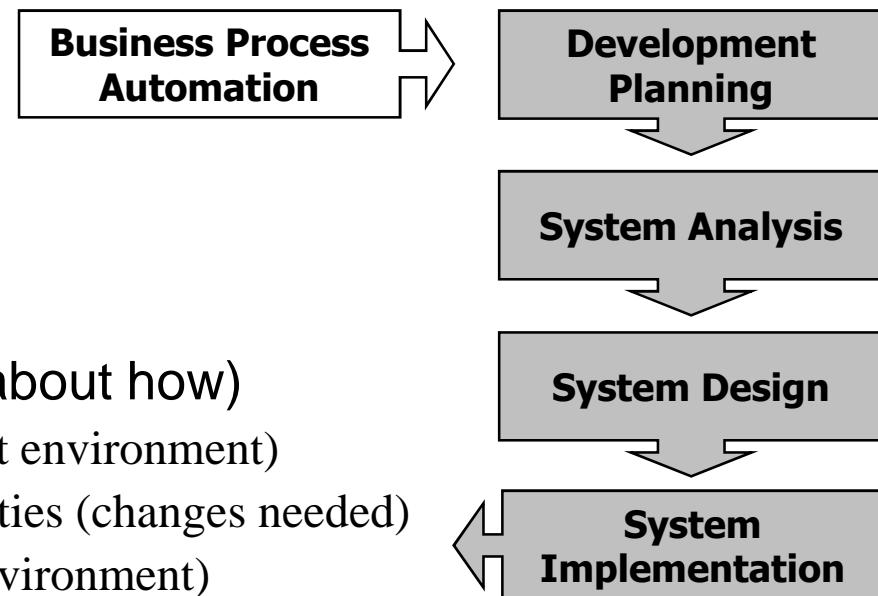 Business Process
Automation
Development
Planning
System Analysis
System Design
about how)
t environment)
ties (changes needed)
vironment)
System
Implementation